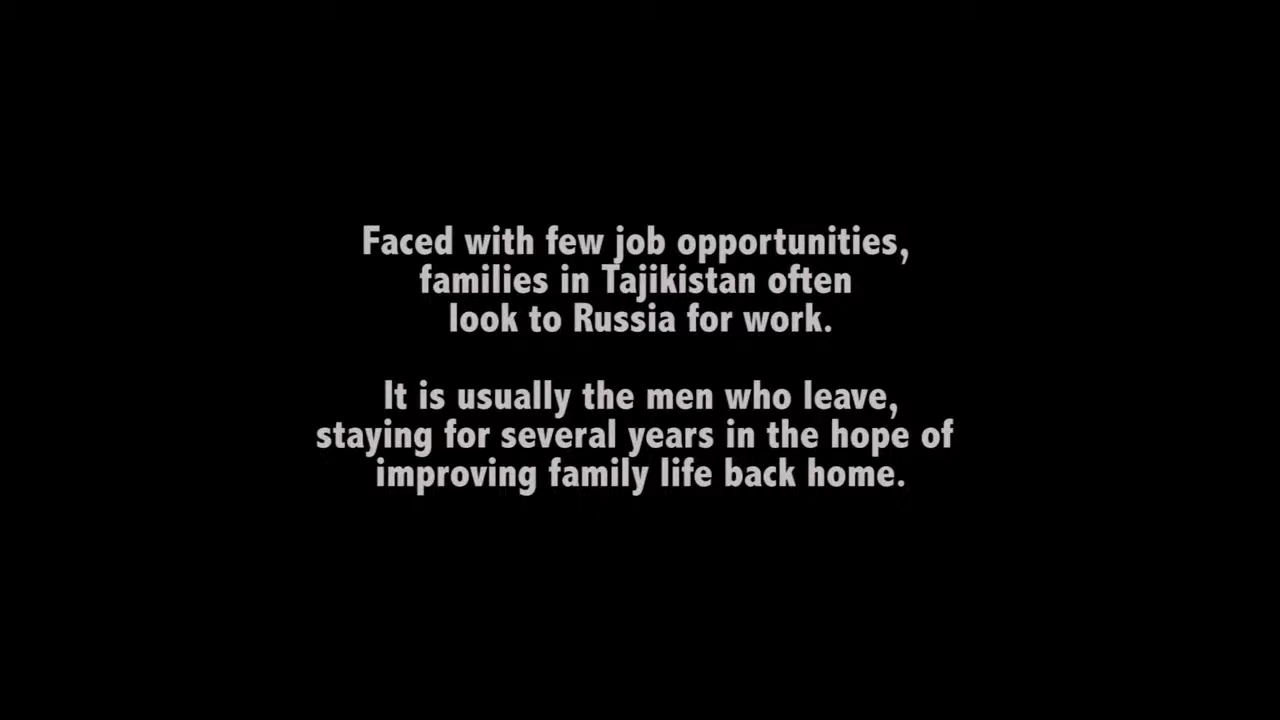 Faced with few job opportunities,
families in Tajikistan often
look to Russia for work.
It is usually the men who leave,
staying for several years in the hope of
improving family life back home.